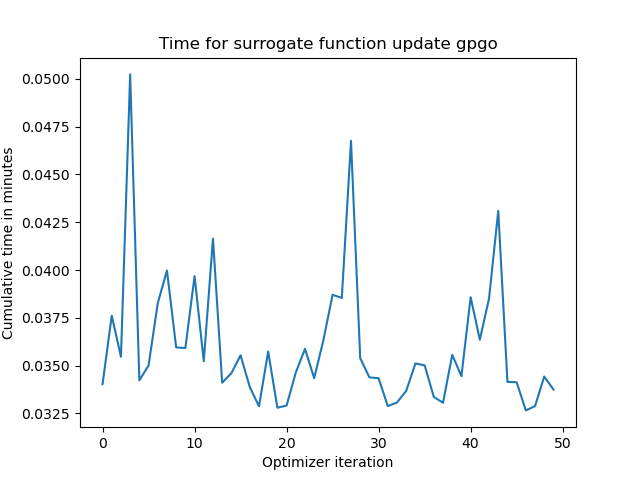 Time for surrogate function update gpgo
Cumulative time in minutes
0.0500
0.0475
0.0450
0.0425
0.0400
0.0375
0.0350
0.0325
0 10 20 30 40 50
Optimizer iteration